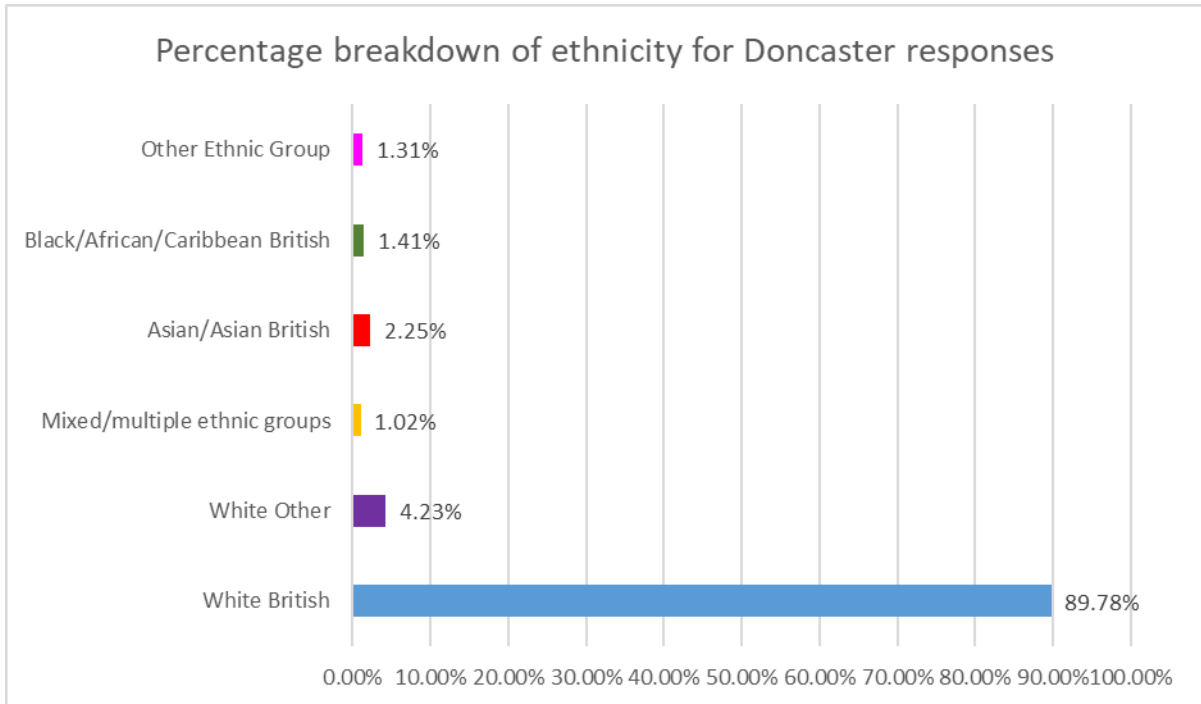 Percentage breakdown of ethnicity for Doncaster responses
Other Ethnic Group 1.31%
Black/African/Caribbean British 1.41%
Asian/Asian British 2.25%
Mixed/multiple ethnic groups 1.02%
White Other 4.23%
White British 89.78%
0.00% 10.00% 20.00% 30.00% 40.00% 50.00% 60.00% 70.00% 80.00% 90.00% 100.00%